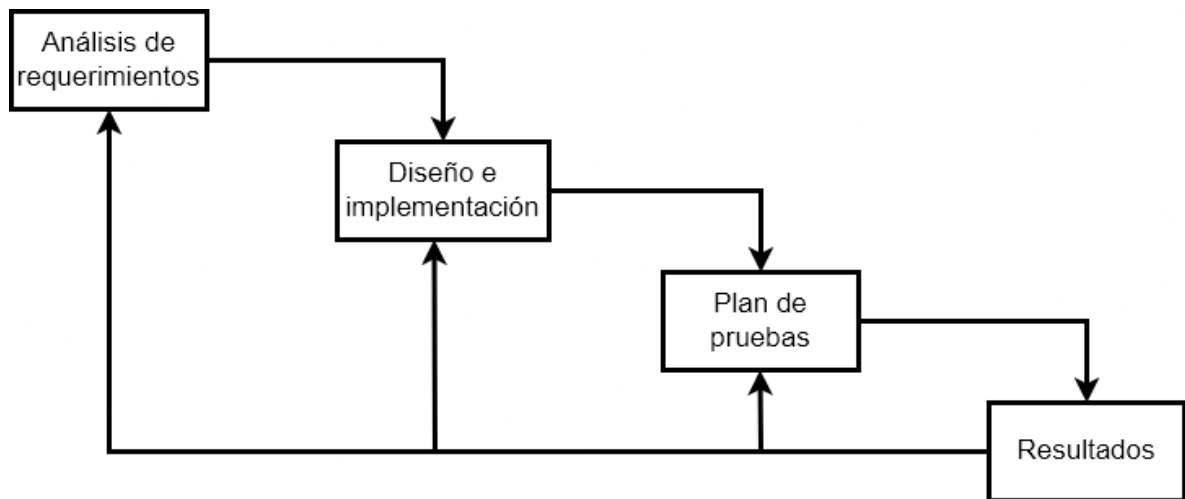 Análisis de
requerimientos
Diseño e
implementación
Plan de
pruebas
Resultados